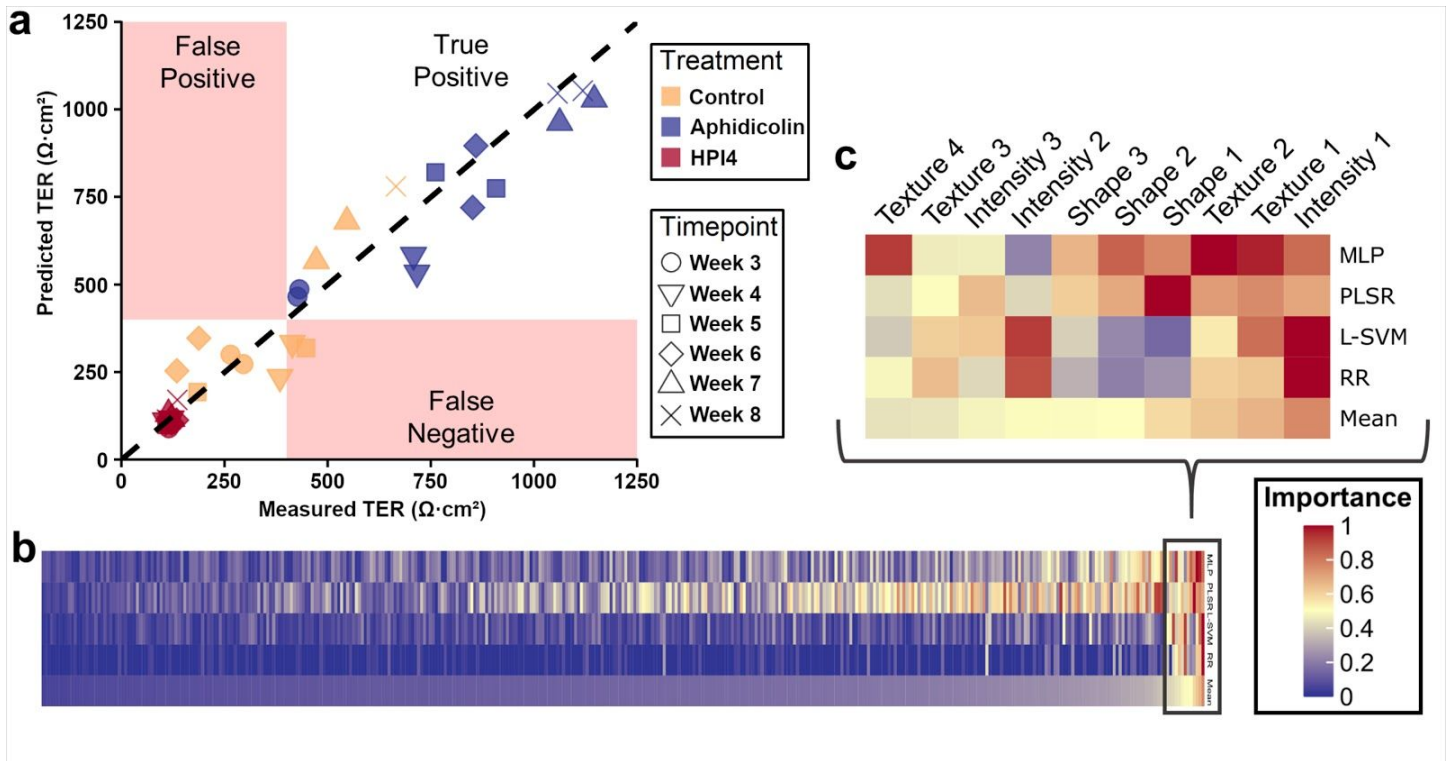 a
1250
1000
750
500
250
0
Predicted TER (Ω·cm²)
False
Positive
True
Positive
False
Negative
0
250
500
750
1000
1250
Measured TER (Ω·cm²)
Treatment
Control
Aphidicolin
HPI4
Timepoint
Week 3
Week 4
Week 5
Week 6
Week 7
Week 8
c
Texture 4
Texture 3
Intensity 3
Intensity 2
Shape 3
Shape 2
Shape 1
Texture 2
Texture 1
Intensity 1
MLP
PLSR
L-SVM
RR
Mean
b
MLP
PLSR
L-SVM
RR
Mean
Importance
1
0.8
0.6
0.4
0.2
0